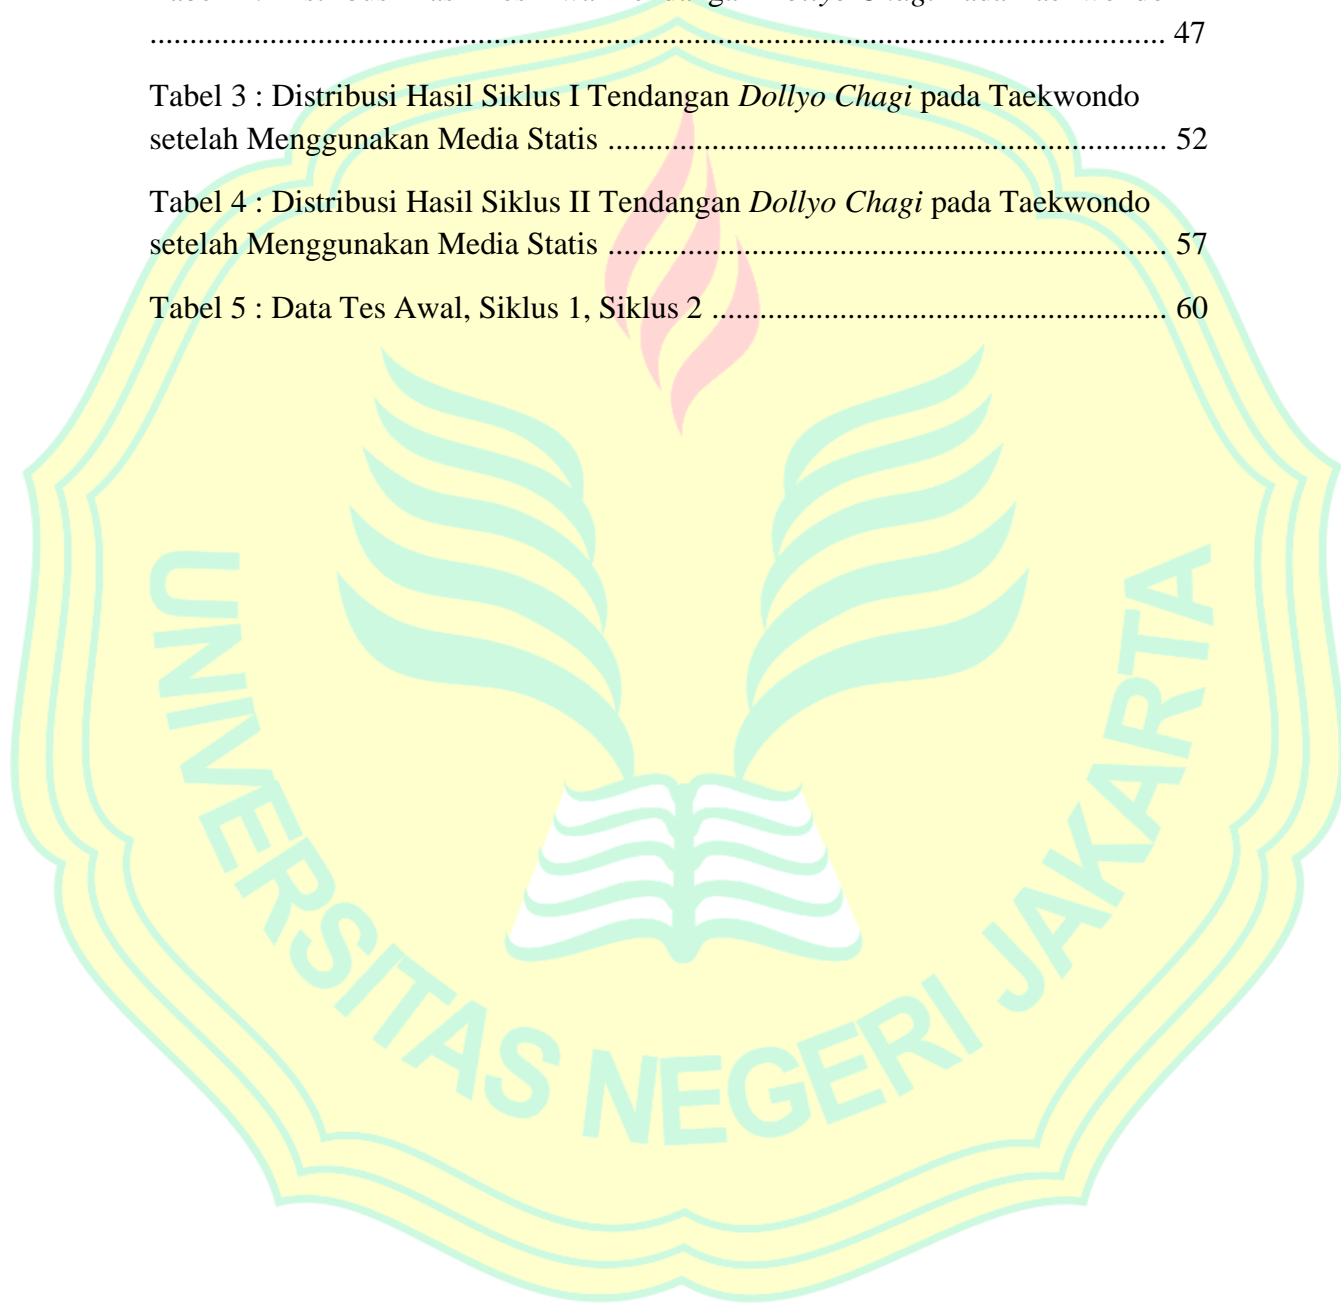 47
Tabel 3 : Distribusi Hasil Siklus I Tendangan Dollyo Chagi pada Taekwondo
setelah Menggunakan Media Statis ....................................................................... 52
Tabel 4 : Distribusi Hasil Siklus II Tendangan Dollyo Chagi pada Taekwondo
setelah Menggunakan Media Statis ....................................................................... 57
Tabel 5 : Data Tes Awal, Siklus 1, Siklus 2 .......................................................... 60
UNIVERSITAS NEGERI JAKARTA